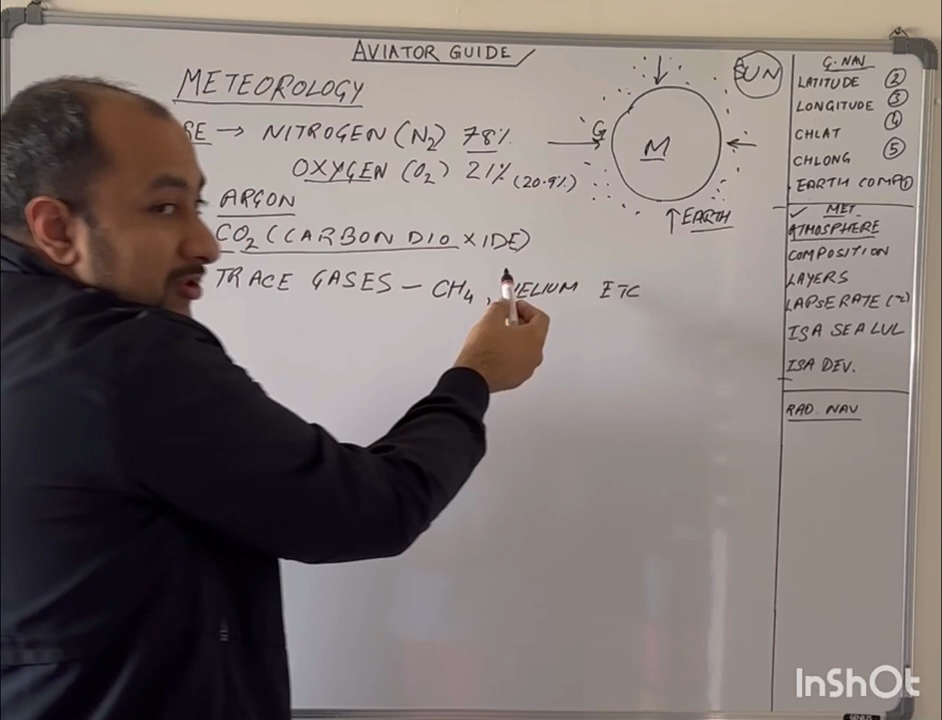 AVIATOR GUIDE
METEOROLOGY
RE → NITROGEN (N2) 78%
OXYGEN (O2) 21% (20.9%)
ARGON
CO2 (CARBON DIOXIDE)
TRACE GASES - CH4, HELIUM ETC
SUN
G
M
↑ EARTH
G. NAV
LATITUDE 2
LONGITUDE 3
CHLAT 4
CHLONG 5
EARTH COMP 1
✓ MET
ATMOSPHERE
COMPOSITION
LAYERS
LAPSE RATE (~)
ISA SEA LVL
ISA DEV.
RAD. NAV
InShOt